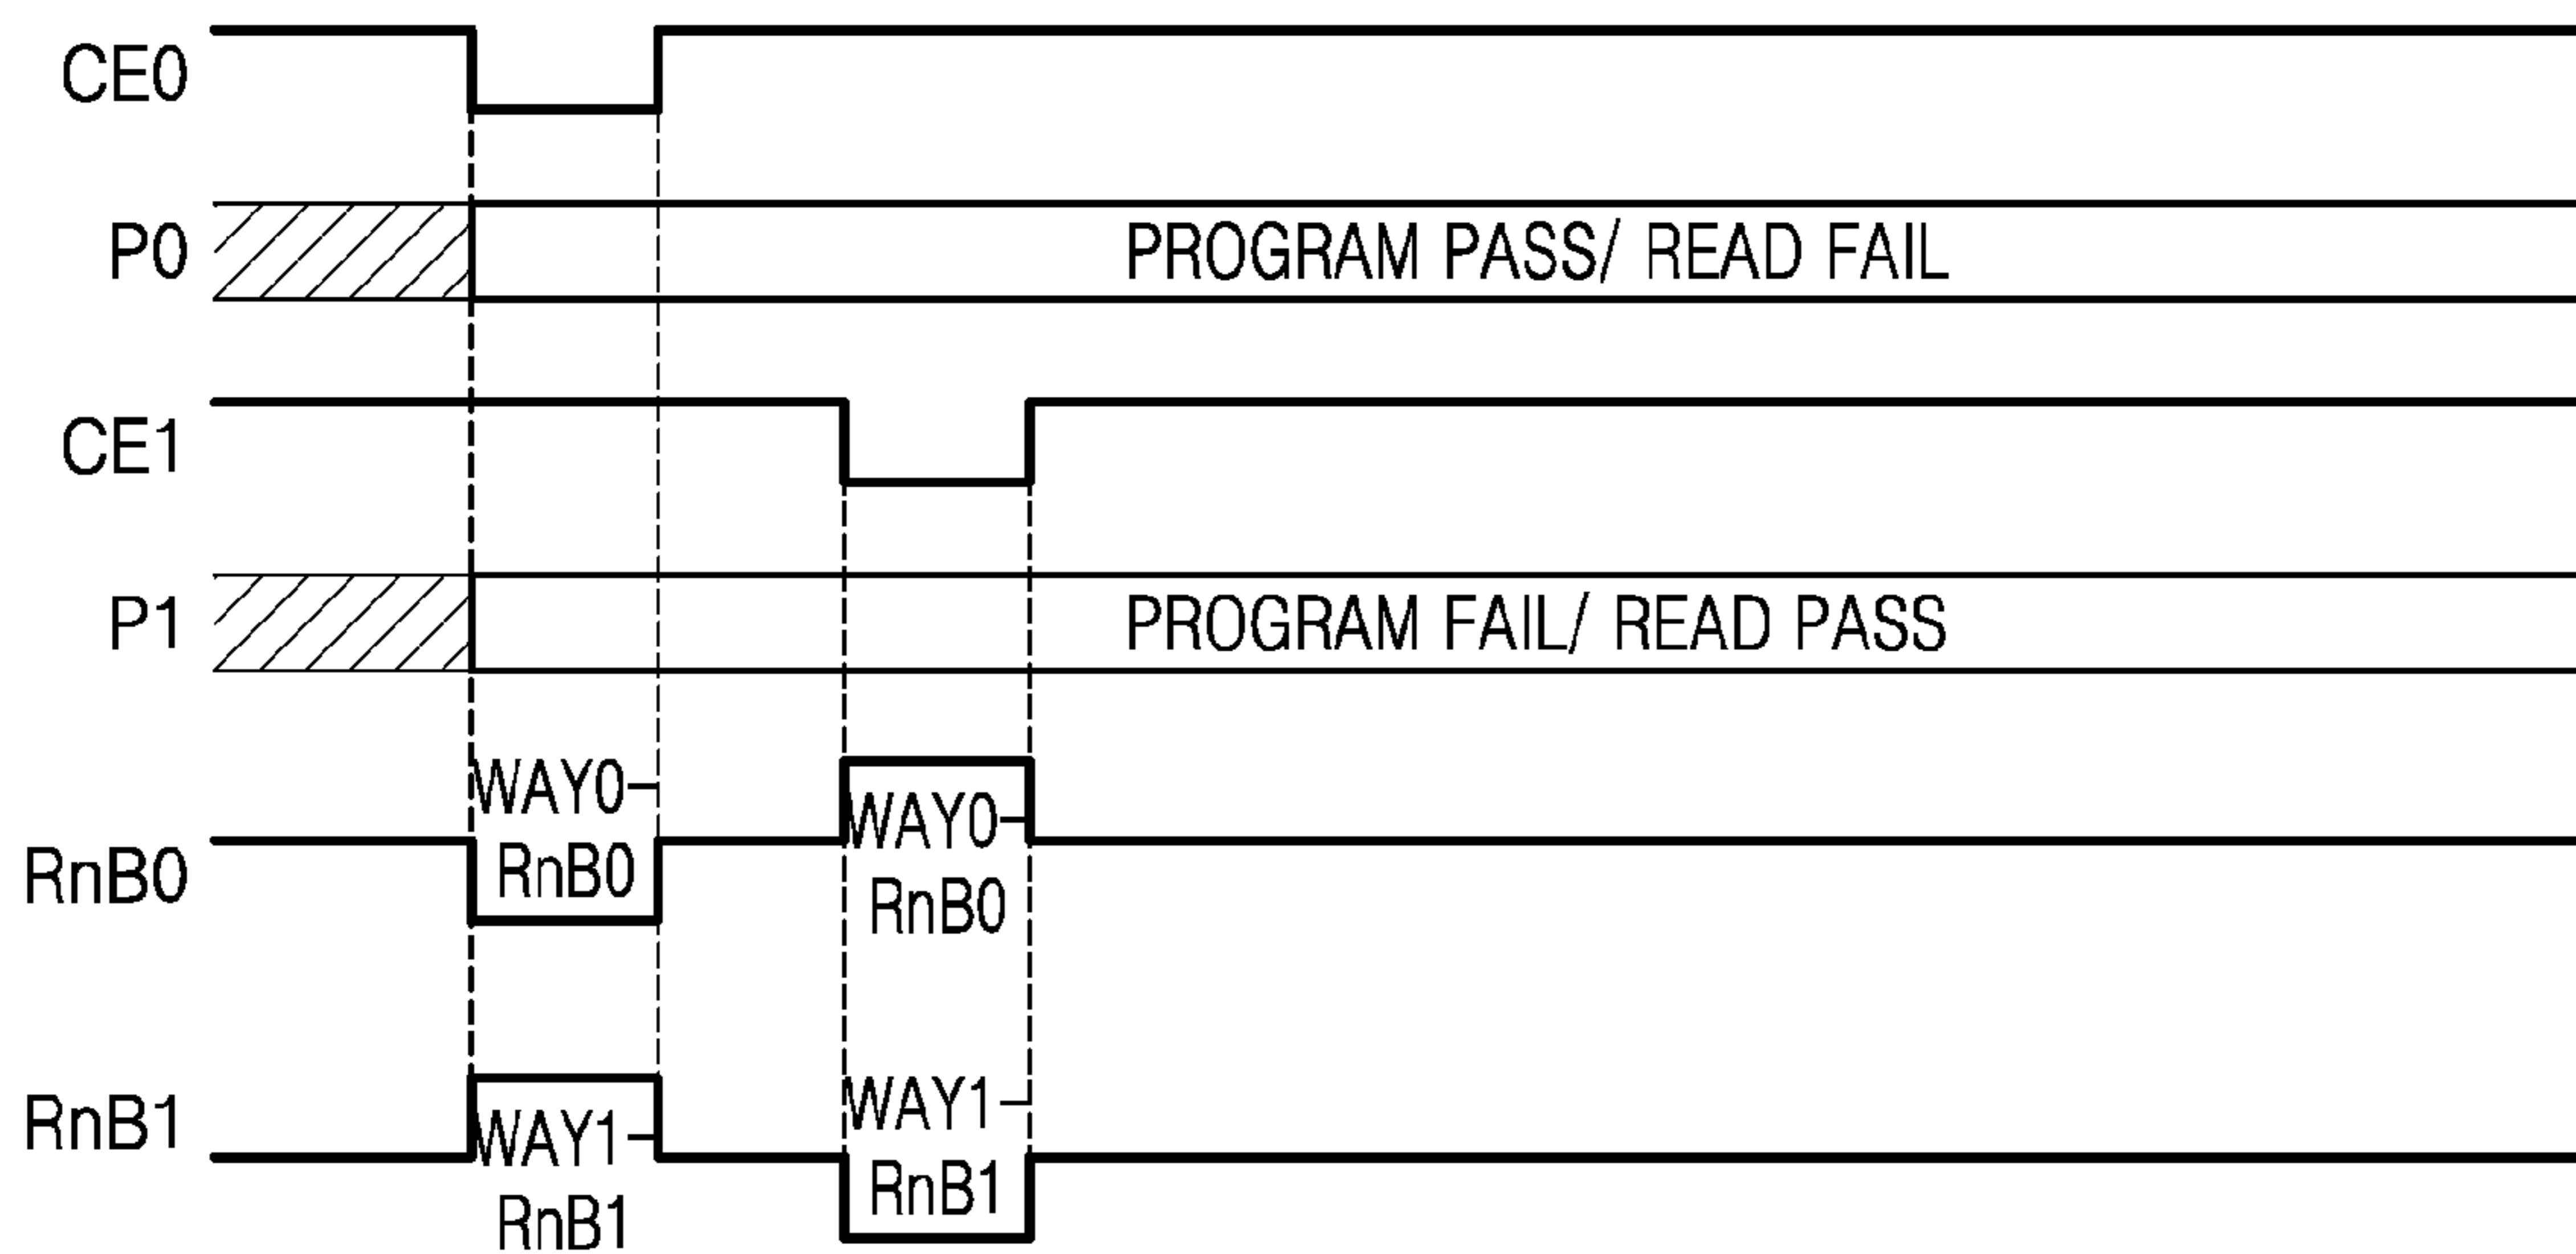 CE0
P0
PROGRAM PASS/ READ FAIL
CE1
P1
PROGRAM FAIL/ READ PASS
WAY0-
RnB0
WAY0-
RnB0
RnB0
WAY1-
RnB1
RnB1
WAY1-
RnB1